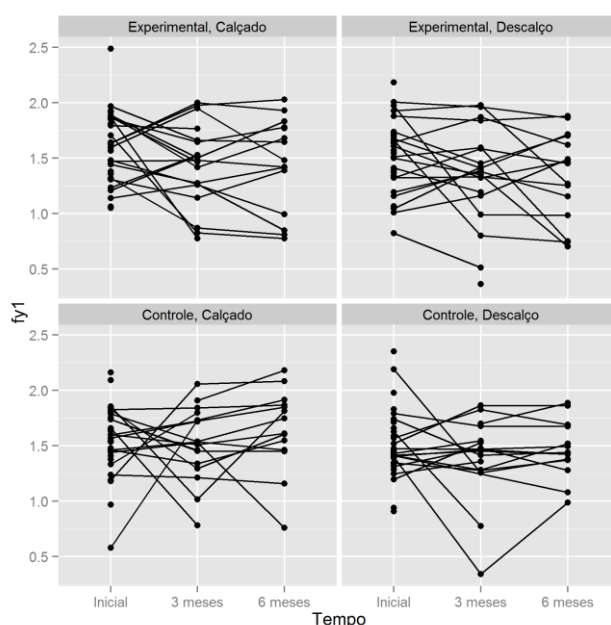 Experimental, Calçado
Experimental, Descalço
2.5
2.0
1.5
1.0
0.5
fy1
Controle, Calçado
Controle, Descalço
2.5
2.0
1.5
1.0
0.5
Inicial 3 meses 6 meses
Inicial 3 meses 6 meses
Tempo